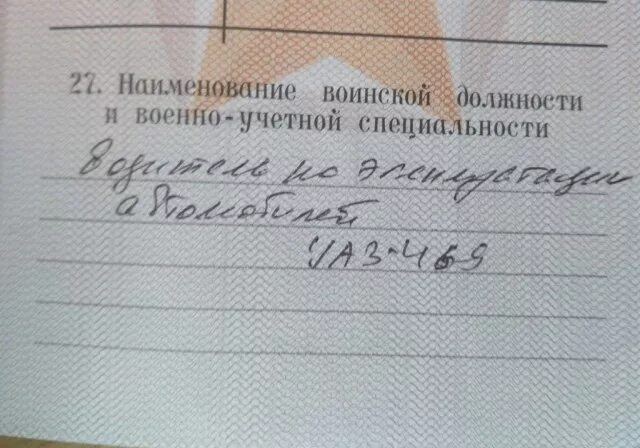 27. Наименование воинской должности
и военно-учетной специальности
Водитель по эксплуатации
автомобилей
УАЗ-469